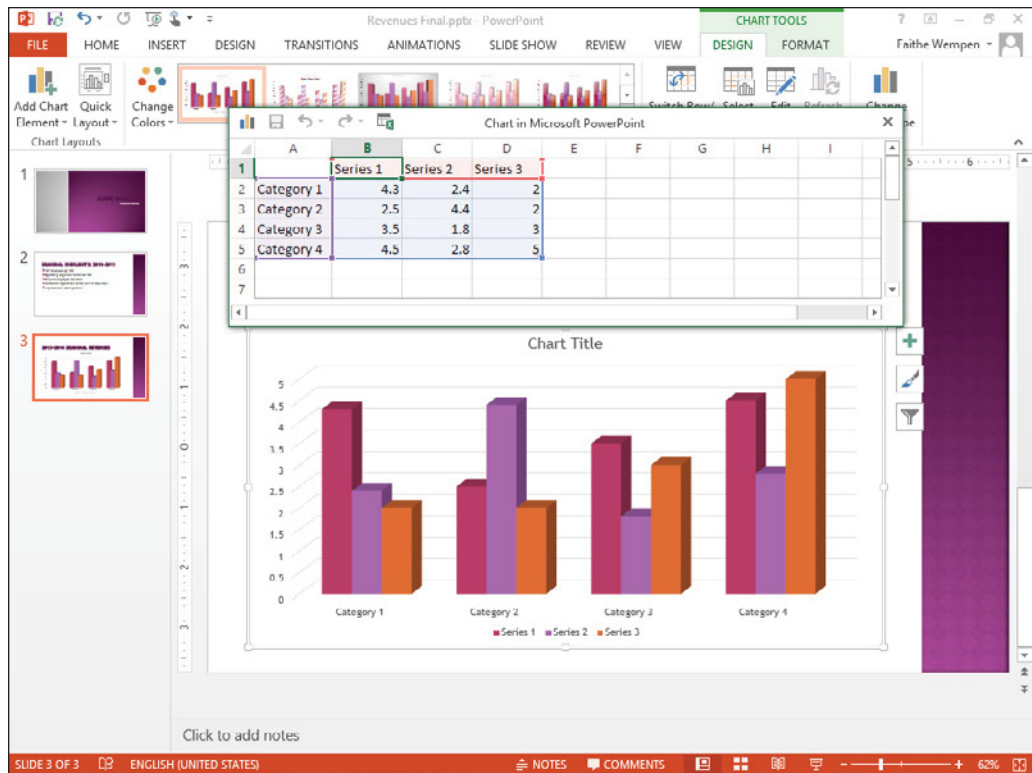 Revenues Final.pptx - PowerPoint
CHART TOOLS
FILE HOME INSERT DESIGN TRANSITIONS ANIMATIONS SLIDE SHOW REVIEW VIEW DESIGN FORMAT
Faithe Wempen
Add Chart Element
Quick Layout
Change Colors
Chart Layouts
Chart in Microsoft PowerPoint
A B C D E F G H I
1 Series 1 Series 2 Series 3
2 Category 1 4.3 2.4 2
3 Category 2 2.5 4.4 2
4 Category 3 3.5 1.8 3
5 Category 4 4.5 2.8 5
6
7
1
2
3
Chart Title
5
4.5
4
3.5
3
2.5
2
1.5
1
0.5
0
Category 1 Category 2 Category 3 Category 4
Series 1 Series 2 Series 3
Click to add notes
SLIDE 3 OF 3 ENGLISH (UNITED STATES) NOTES COMMENTS 62%